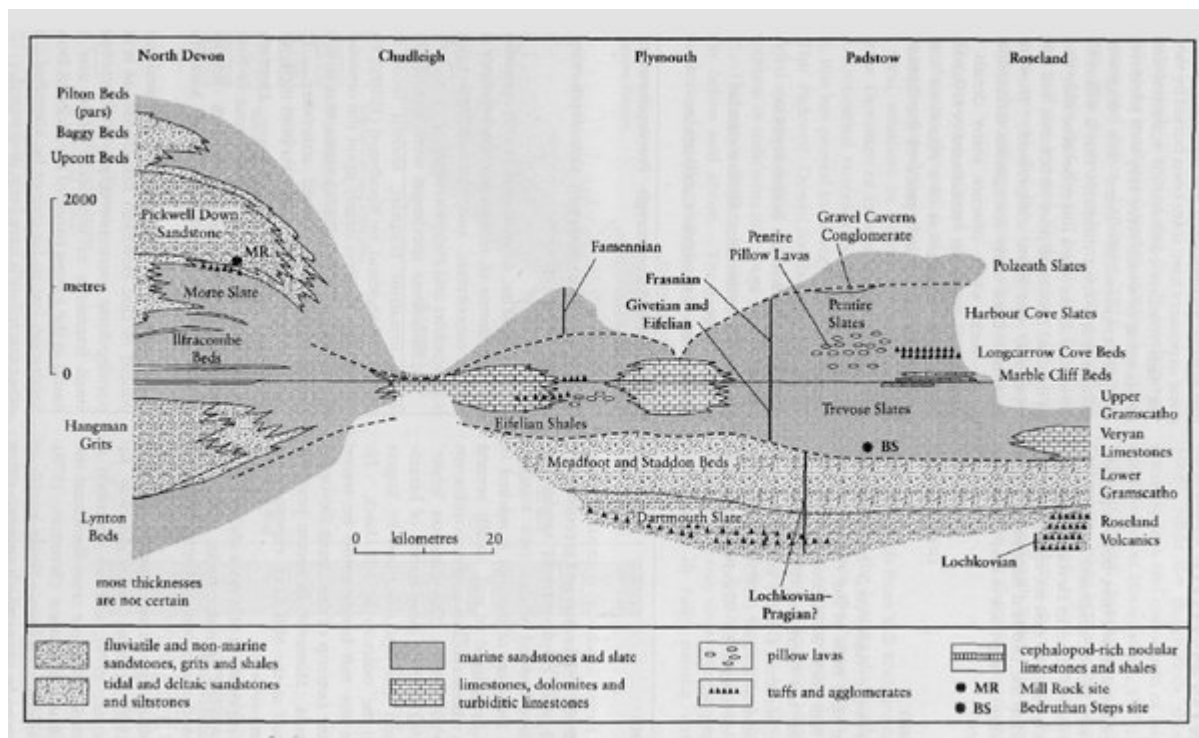 North Devon
Chudleigh
Plymouth
Padstow
Roseland
Pilton Beds
(pars)
Baggy Beds
Upcott Beds
2000
metres
0
Pickwell Down
Sandstone
MR
Morte Slate
Ilfracombe
Beds
Hangman
Grits
Lynton
Beds
most thicknesses
are not certain
Famennian
Frasnian
Givetian and
Eifelian
Pentire
Pillow Lavas
Gravel Caverns
Conglomerate
Pentire
Slates
Polzeath Slates
Harbour Cove Slates
Longcarrow Cove Beds
Marble Cliff Beds
Trevose Slates
BS
Upper
Gramscatho
Veryan
Limestones
Lower
Gramscatho
Roseland
Volcanics
Lochkovian
Eifelian Shales
Meadfoot and Staddon Beds
Dartmouth Slate
Lochkovian–
Pragian?
0 kilometres 20
fluviatile and non-marine
sandstones, grits and shales
tidal and deltaic sandstones
and siltstones
marine sandstones and slate
limestones, dolomites and
turbiditic limestones
pillow lavas
tuffs and agglomerates
cephalopod-rich nodular
limestones and shales
MR Mill Rock site
BS Bedruthan Steps site